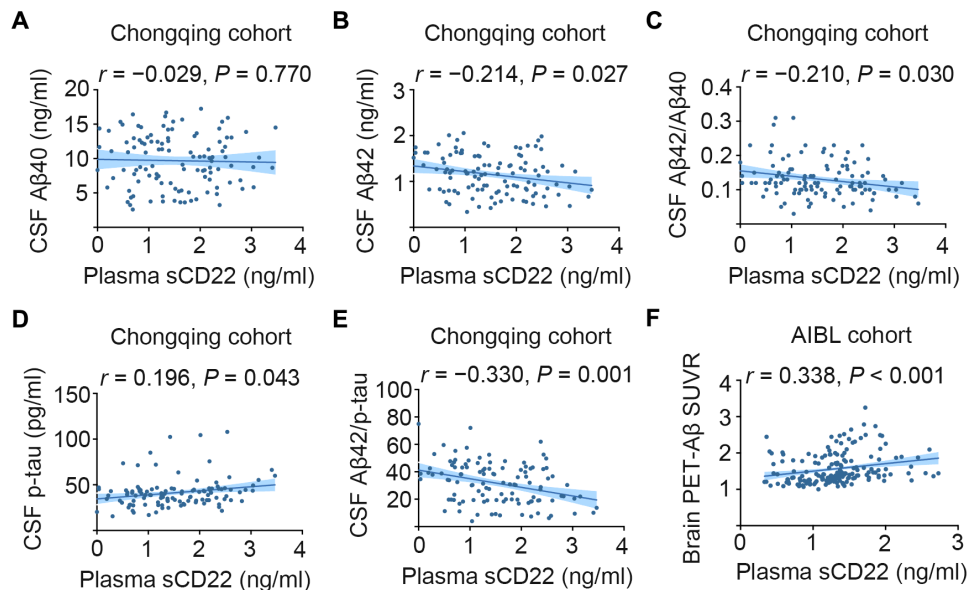 A
Chongqing cohort
r = −0.029, P = 0.770
CSF Aβ40 (ng/ml)
20
15
10
5
0
1
2
3
4
Plasma sCD22 (ng/ml)
B
Chongqing cohort
r = −0.214, P = 0.027
CSF Aβ42 (ng/ml)
3
2
1
0
1
2
3
4
Plasma sCD22 (ng/ml)
C
Chongqing cohort
r = −0.210, P = 0.030
CSF Aβ42/Aβ40
0.4
0.3
0.2
0.1
0
1
2
3
4
Plasma sCD22 (ng/ml)
D
Chongqing cohort
r = 0.196, P = 0.043
CSF p-tau (pg/ml)
150
100
50
0
1
2
3
4
Plasma sCD22 (ng/ml)
E
Chongqing cohort
r = −0.330, P = 0.001
CSF Aβ42/p-tau
100
80
60
40
20
0
1
2
3
4
Plasma sCD22 (ng/ml)
F
AIBL cohort
r = 0.338, P < 0.001
Brain PET-Aβ SUVR
4
3
2
1
0
1
2
3
Plasma sCD22 (ng/ml)